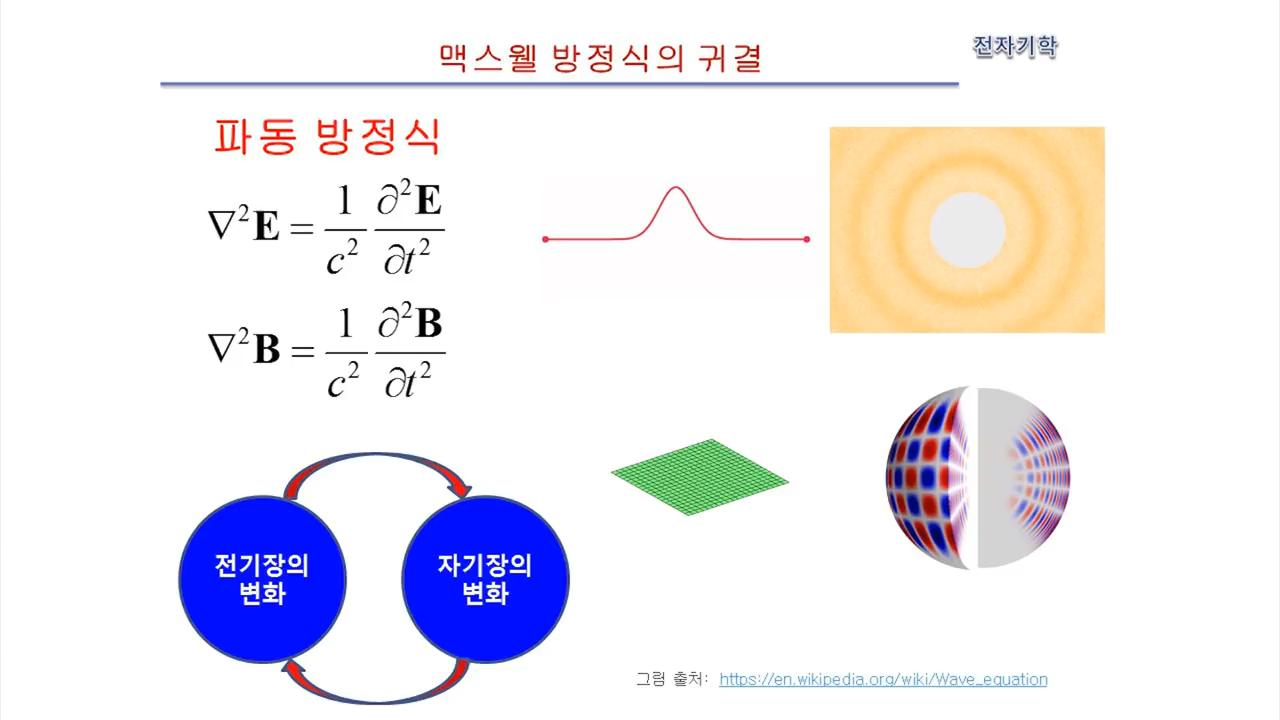 맥스웰 방정식의 귀결
전자기학
파동 방정식
∇²E = 1/c² ∂²E/∂t²
∇²B = 1/c² ∂²B/∂t²
전기장의
변화
자기장의
변화
그림 출처: https://en.wikipedia.org/wiki/Wave_equation